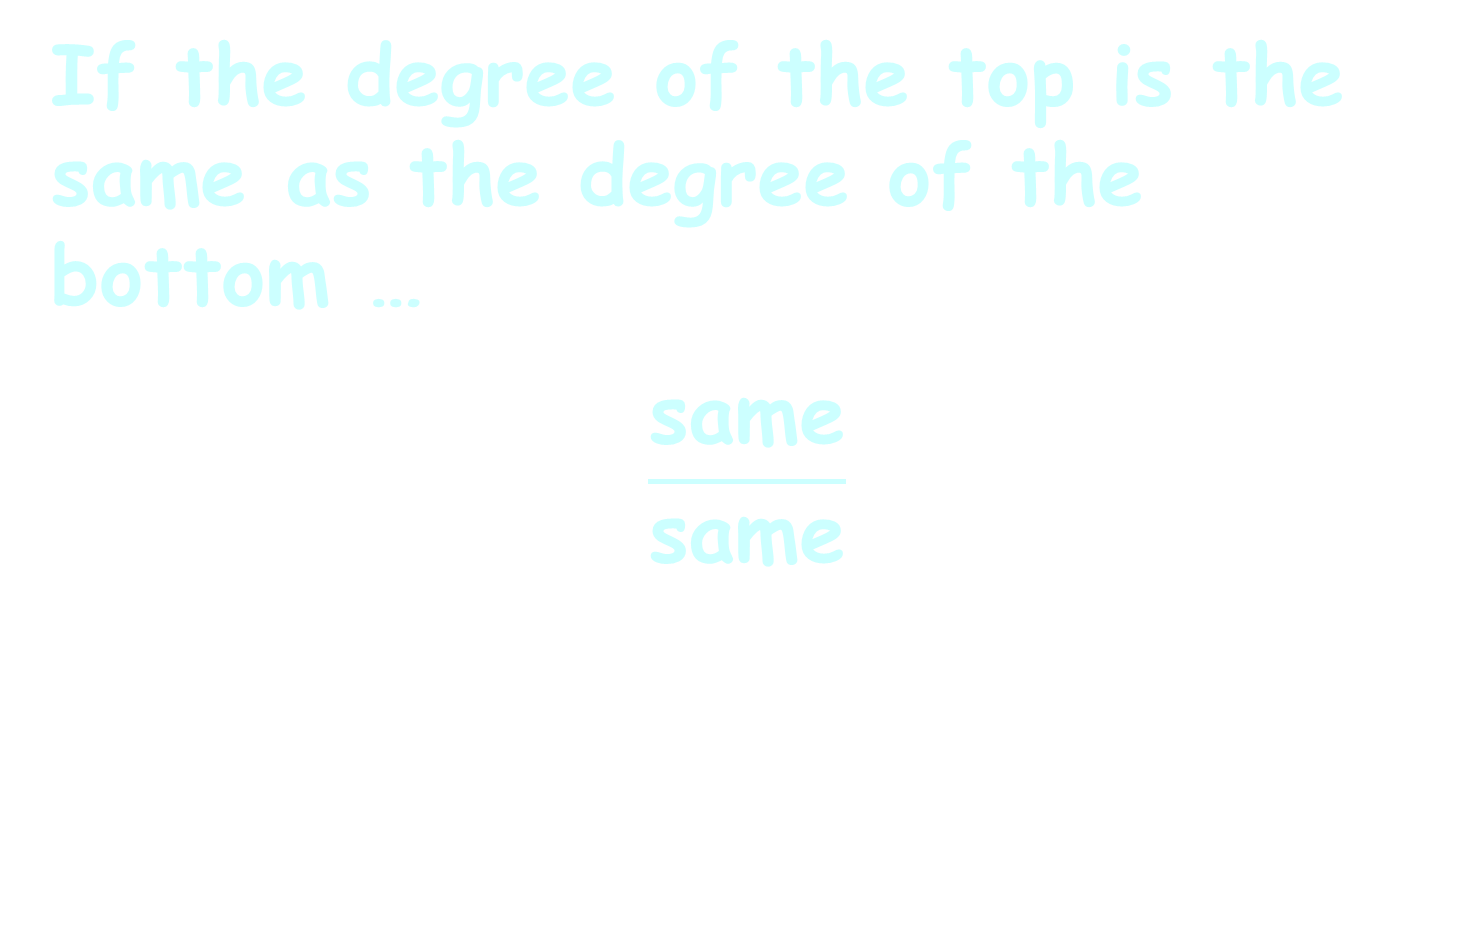 If the degree of the top is the
same as the degree of the
bottom …
same
same